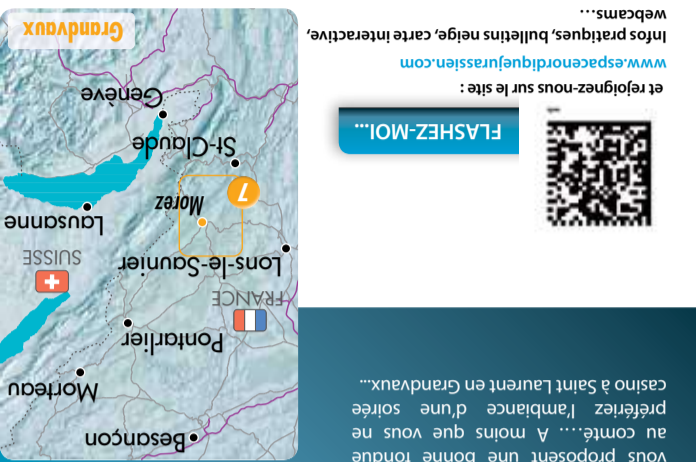 vous proposent une bonne fondue
au comté.... A moins que vous ne
préfériez l'ambiance d'une soirée
casino à Saint Laurent en Grandvaux...
FLASHEZ-MOI...
et rejoignez-nous sur le site :
www.espacenordiquejurassien.com
Infos pratiques, bulletins neige, carte interactive,
webcams...
Besançon
Morteau
Pontarlier
FRANCE
Lons-le-Saunier
SUISSE
Lausanne
7
Morez
St-Claude
Genève
Grandvaux